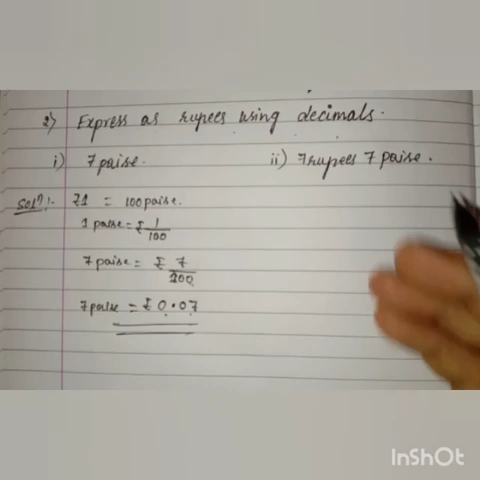 2) Express as rupees using decimals.
i) 7 paise. ii) 7 rupees 7 paise.
Solⁿ:- ₹1 = 100 paise.
1 paise = ₹ 1/100
7 paise = ₹ 7/100
7 paise = ₹ 0.07
InShOt